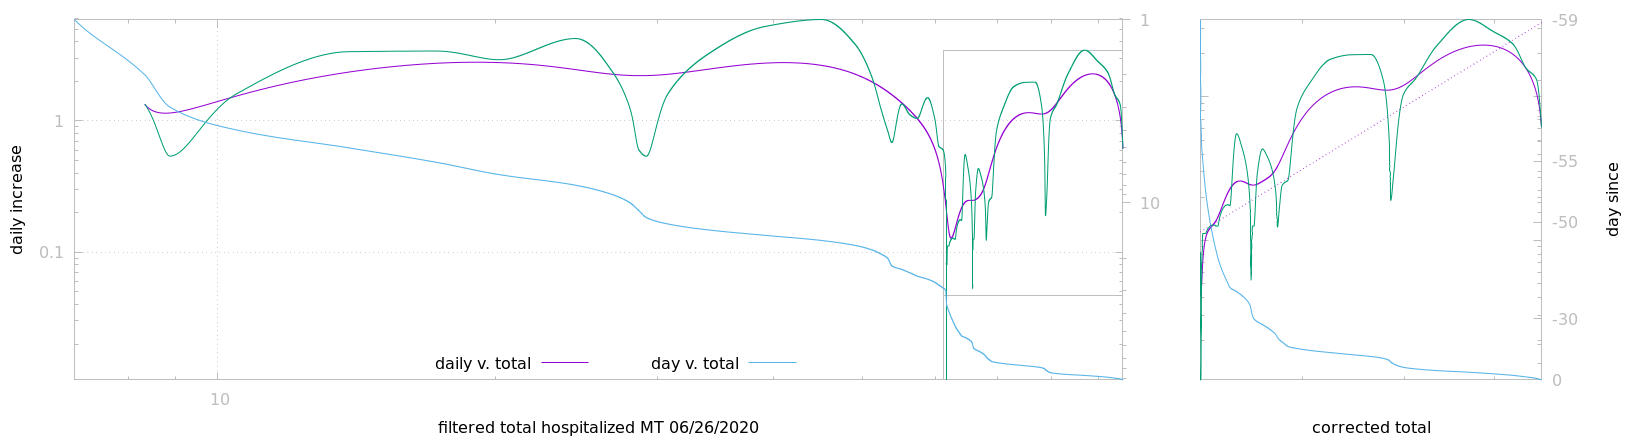 1
-59
daily increase
1
-55
10
-50
day since
0.1
-30
daily v. total
day v. total
0
10
filtered total hospitalized MT 06/26/2020
corrected total